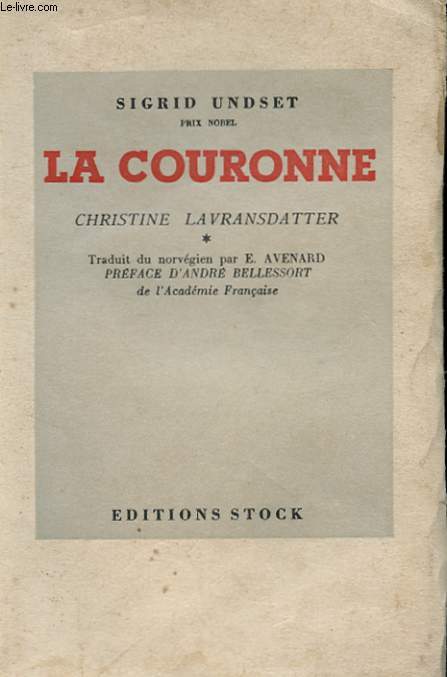 Le-livre.com
SIGRID UNDSET
PRIX NOBEL
LA COURONNE
CHRISTINE LAVRANSDATTER
*
Traduit du norvégien par E. AVENARD
PRÉFACE D'ANDRÉ BELLESSORT
de l'Académie Française
EDITIONS STOCK